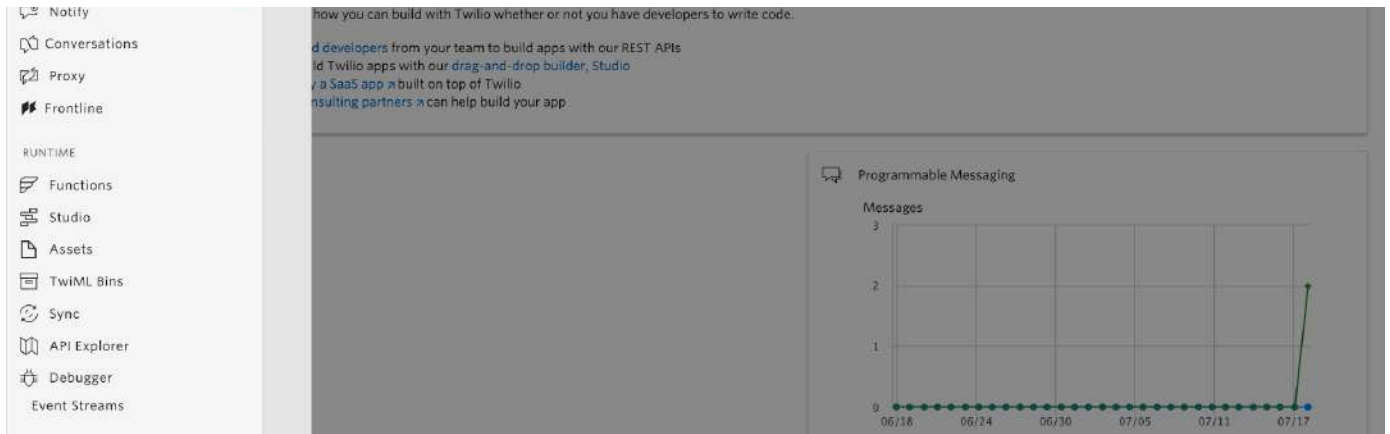 Notify
Conversations
Proxy
Frontline
RUNTIME
Functions
Studio
Assets
TwiML Bins
Sync
API Explorer
Debugger
Event Streams
how you can build with Twilio whether or not you have developers to write code.
d developers from your team to build apps with our REST APIs
ld Twilio apps with our drag-and-drop builder, Studio
a SaaS app ↗ built on top of Twilio
nsulting partners ↗ can help build your app
Programmable Messaging
Messages
3
2
1
0
06/18 06/24 06/30 07/05 07/11 07/17